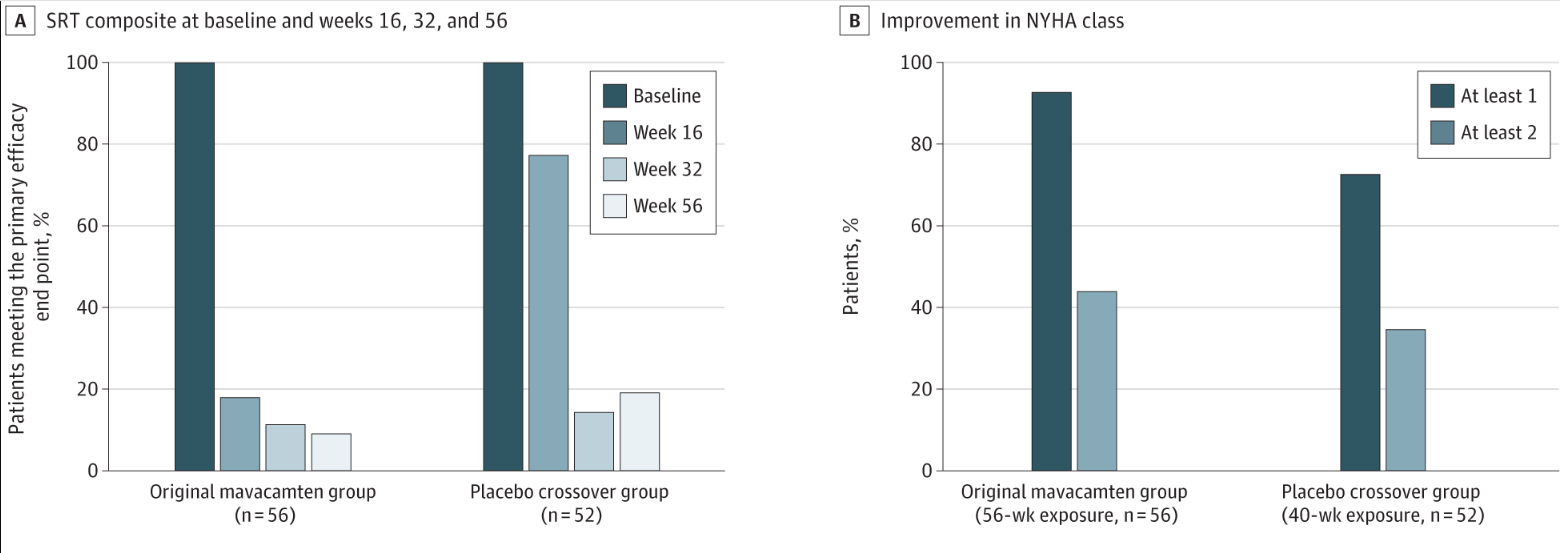 A SRT composite at baseline and weeks 16, 32, and 56
Patients meeting the primary efficacy
end point, %
100
80
60
40
20
0
Baseline
Week 16
Week 32
Week 56
Original mavacamten group
(n=56)
Placebo crossover group
(n=52)
B Improvement in NYHA class
Patients, %
100
80
60
40
20
0
At least 1
At least 2
Original mavacamten group
(56-wk exposure, n=56)
Placebo crossover group
(40-wk exposure, n=52)